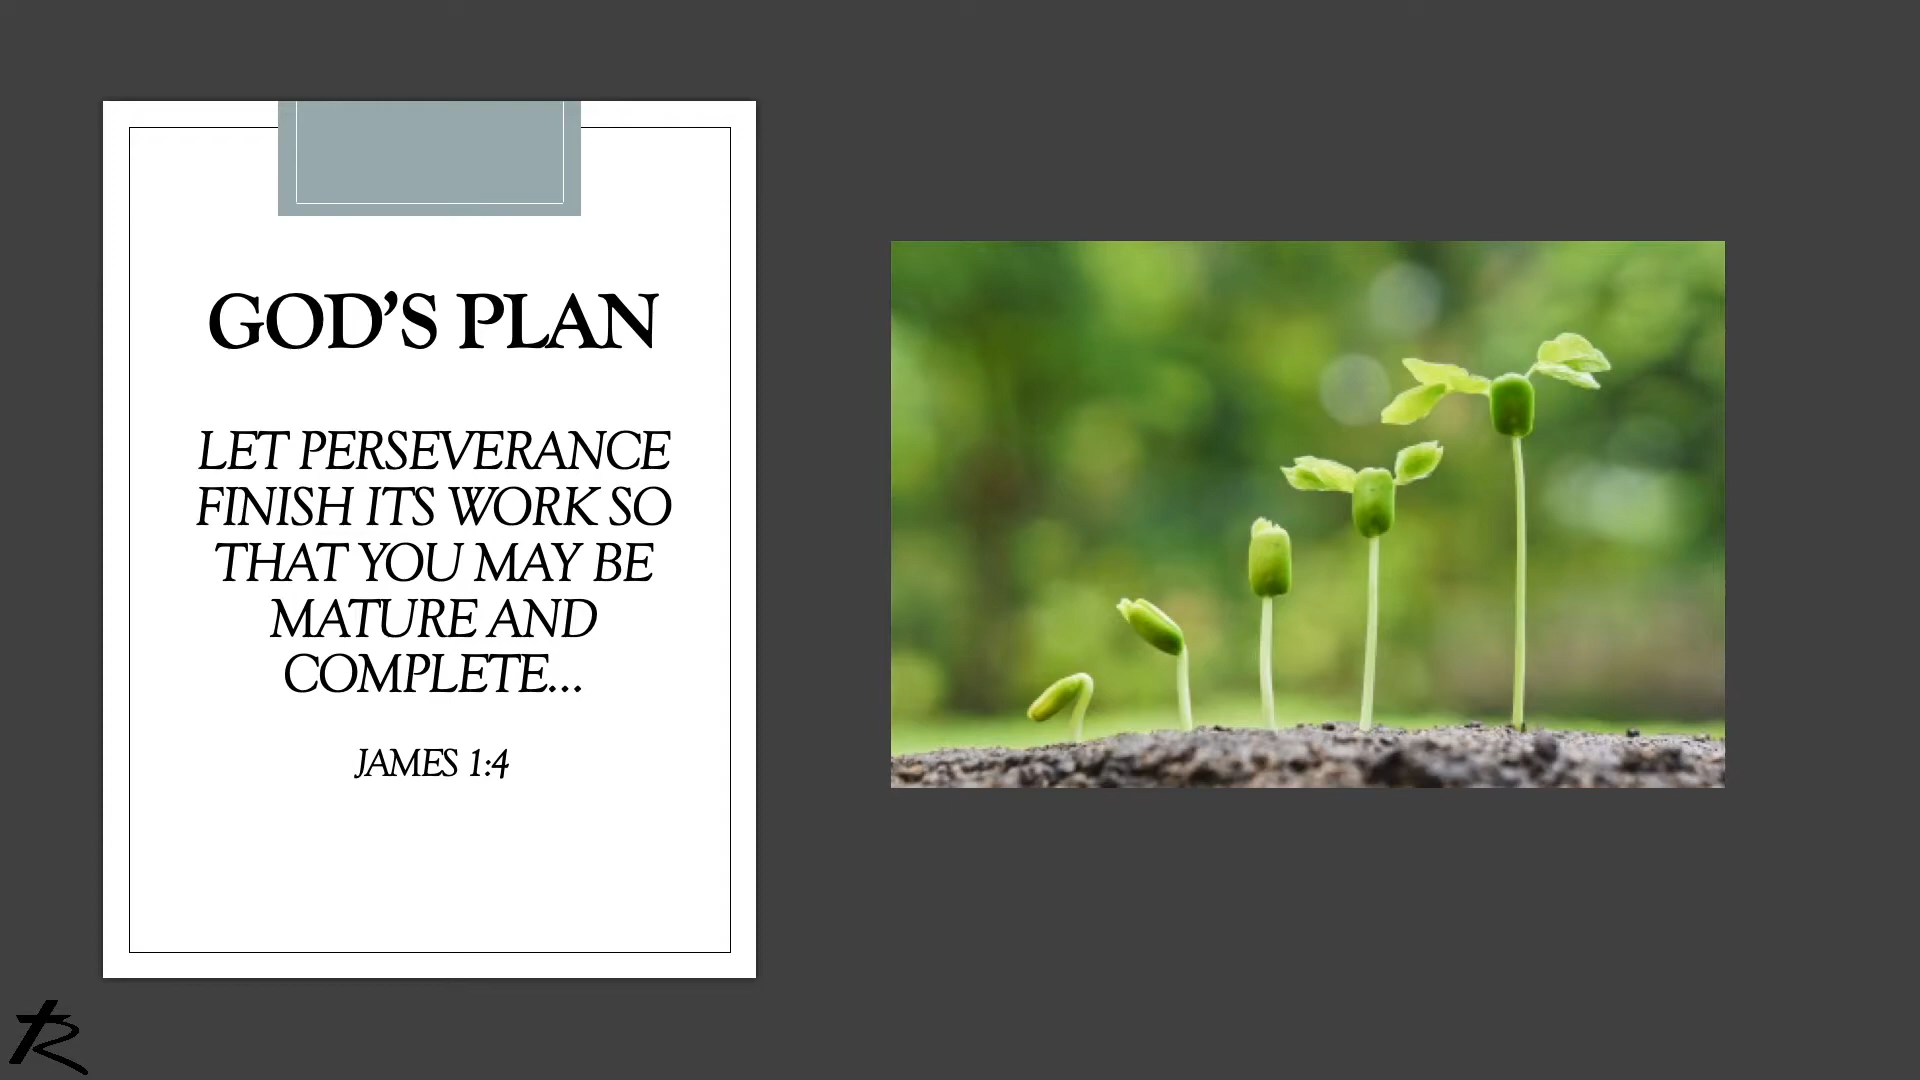 GOD’S PLAN
LET PERSEVERANCE
FINISH ITS WORK SO
THAT YOU MAY BE
MATURE AND
COMPLETE…
JAMES 1:4